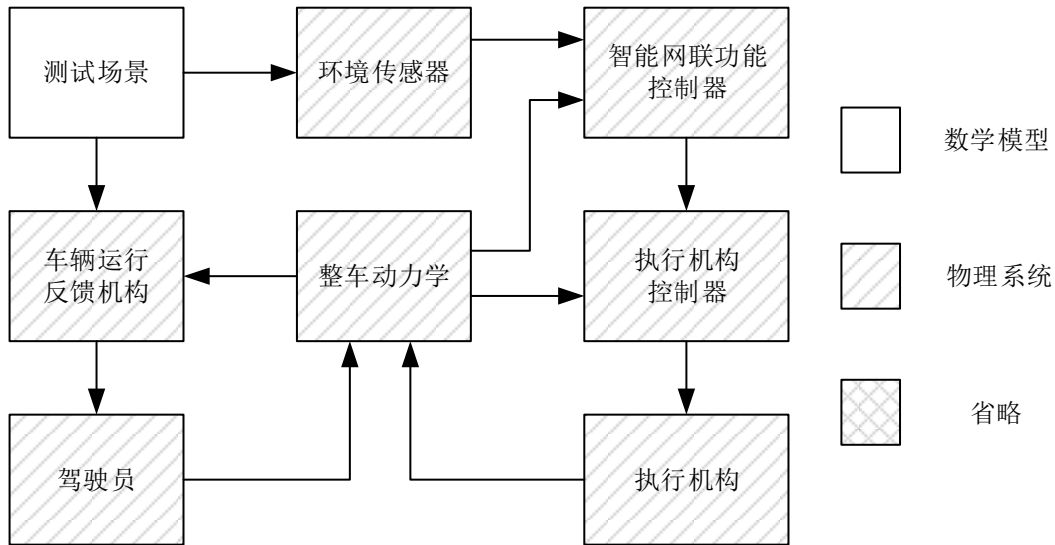 测试场景
环境传感器
智能网联功能
控制器
数学模型
车辆运行
反馈机构
整车动力学
执行机构
控制器
物理系统
驾驶员
执行机构
省略